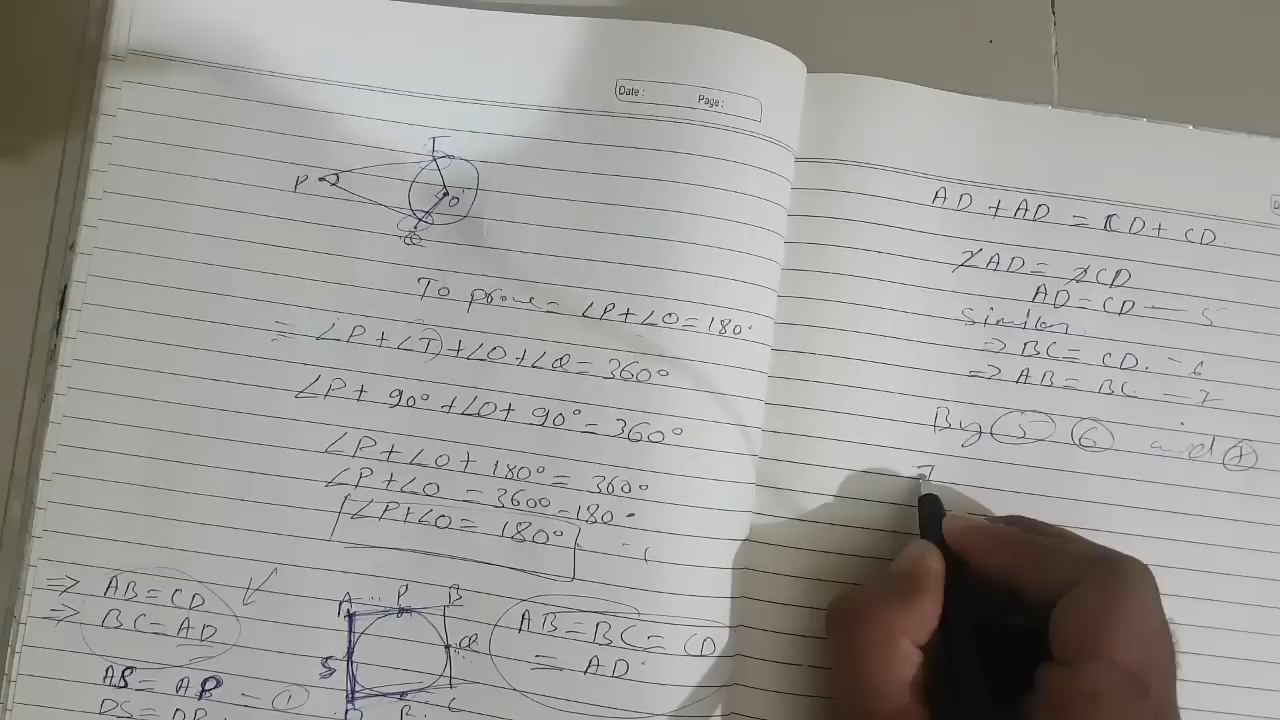 Date : Page :
T
P
O
Q
To prove = ∠P+∠O=180°
= ∠P+∠T+∠O+∠Q=360°
∠P+ 90°+∠O+ 90°=360°
∠P+∠O+180°= 360°
∠P+∠O = 360-180°
∠P+∠O= 180°
⇒ AB=CD
⇒ BC=AD
AB= AP - ①
DS=DR
A P B
S Q
D R C
AB=BC=CD
= AD
AD+AD = CD+ CD
2AD= 2CD
AD=CD — 5
Similar
⇒ BC= CD. - 6
⇒ AB= BC - 7
By ⑤ ⑥ and ⑦